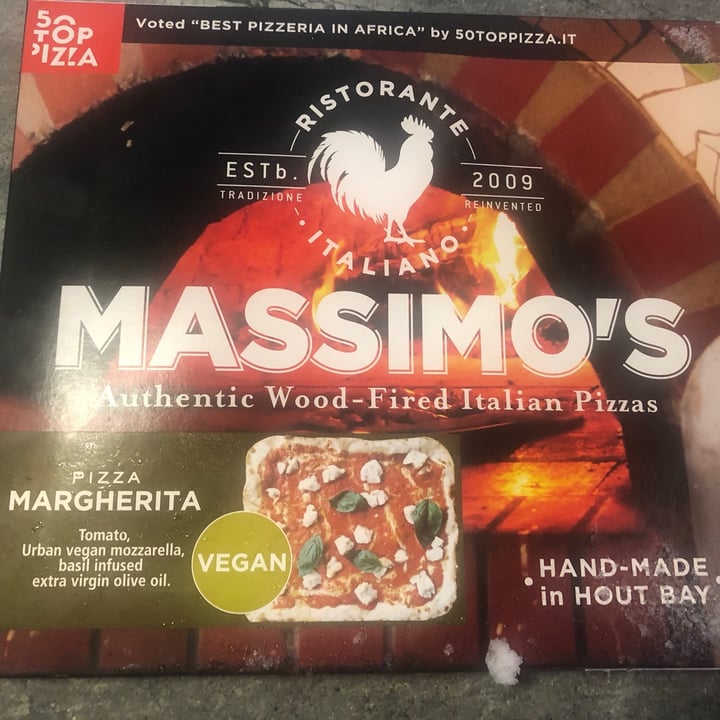 50
TOP
PIZZA
Voted "BEST PIZZERIA IN AFRICA" by 50TOPPIZZA.IT
RISTORANTE
ESTb. 2009
TRADIZIONE REINVENTED
ITALIANO
MASSIMO'S
Authentic Wood-Fired Italian Pizzas
PIZZA
MARGHERITA
Tomato,
Urban vegan mozzarella,
basil infused
extra virgin olive oil.
VEGAN
• HAND-MADE •
in HOUT BAY